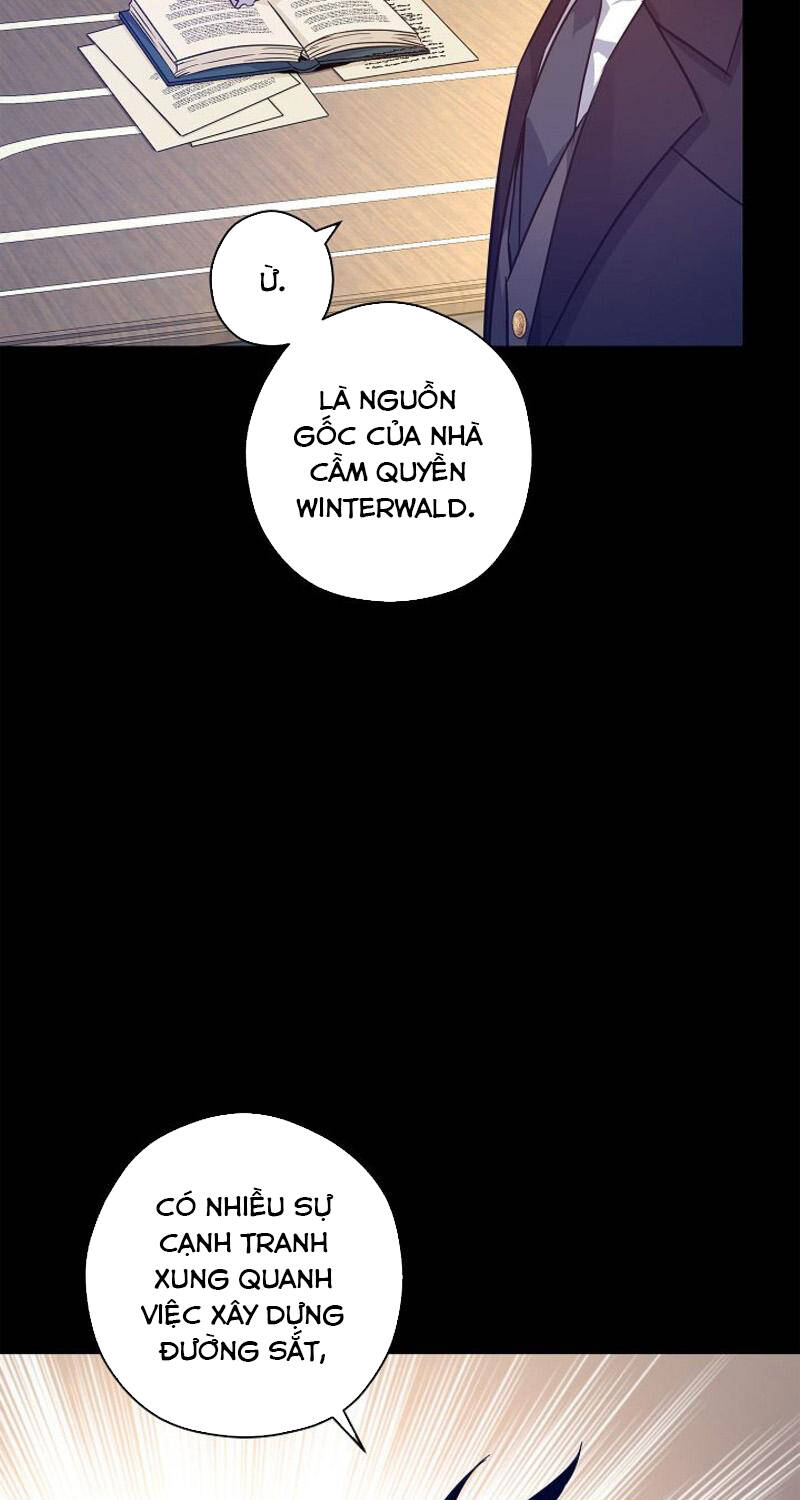 Ừ.
LÀ NGUỒN
GỐC CỦA NHÀ
CẦM QUYỀN
WINTERWALD.
CÓ NHIỀU SỰ
CẠNH TRANH
XUNG QUANH
VIỆC XÂY DỰNG
ĐƯỜNG SẮT,